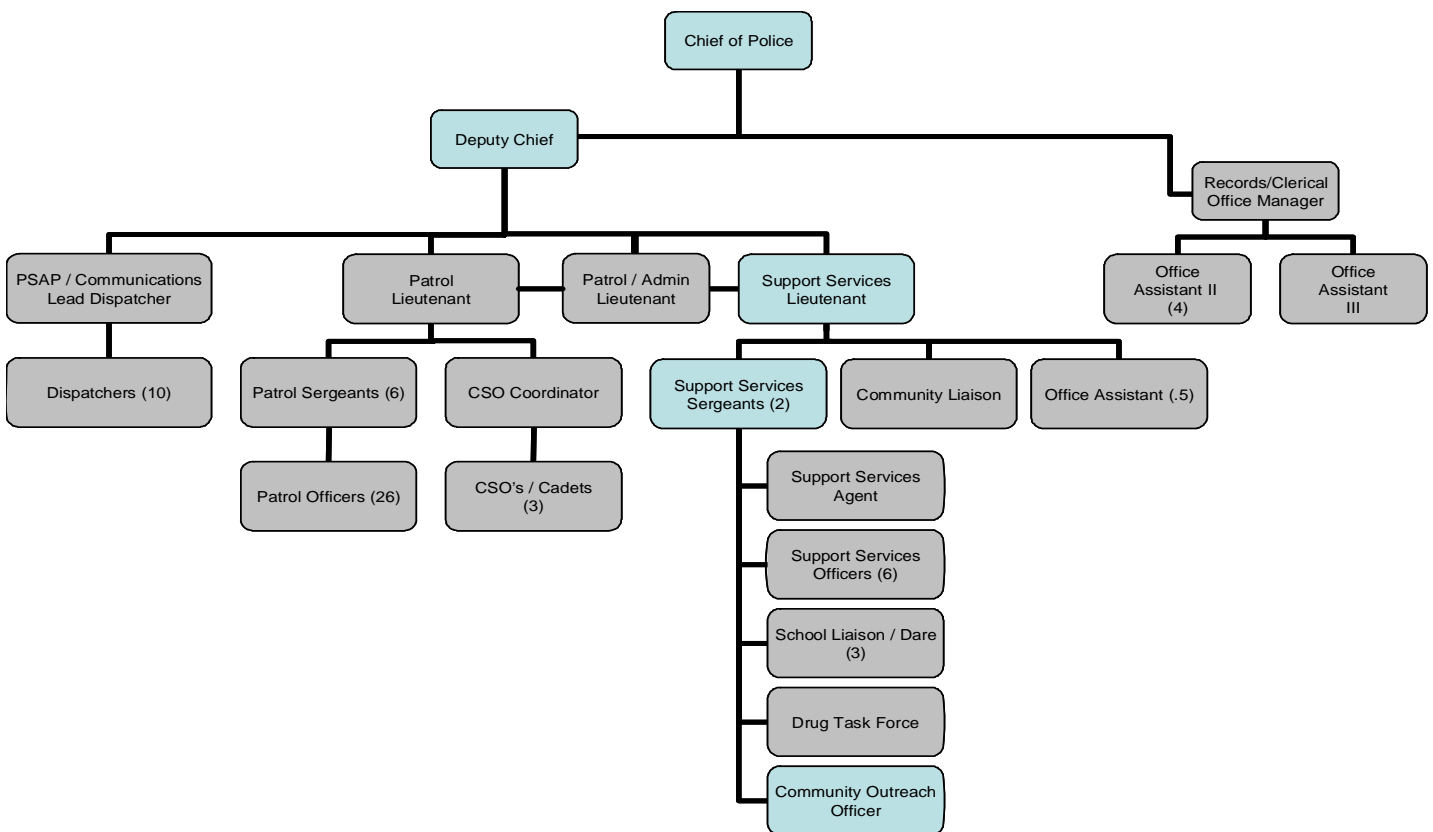 Chief of Police
Deputy Chief
Records/Clerical
Office Manager
PSAP / Communications
Lead Dispatcher
Patrol
Lieutenant
Patrol / Admin
Lieutenant
Support Services
Lieutenant
Office
Assistant II
(4)
Office
Assistant
III
Dispatchers (10)
Patrol Sergeants (6)
CSO Coordinator
Support Services
Sergeants (2)
Community Liaison
Office Assistant (.5)
Patrol Officers (26)
CSO's / Cadets
(3)
Support Services
Agent
Support Services
Officers (6)
School Liaison / Dare
(3)
Drug Task Force
Community Outreach
Officer